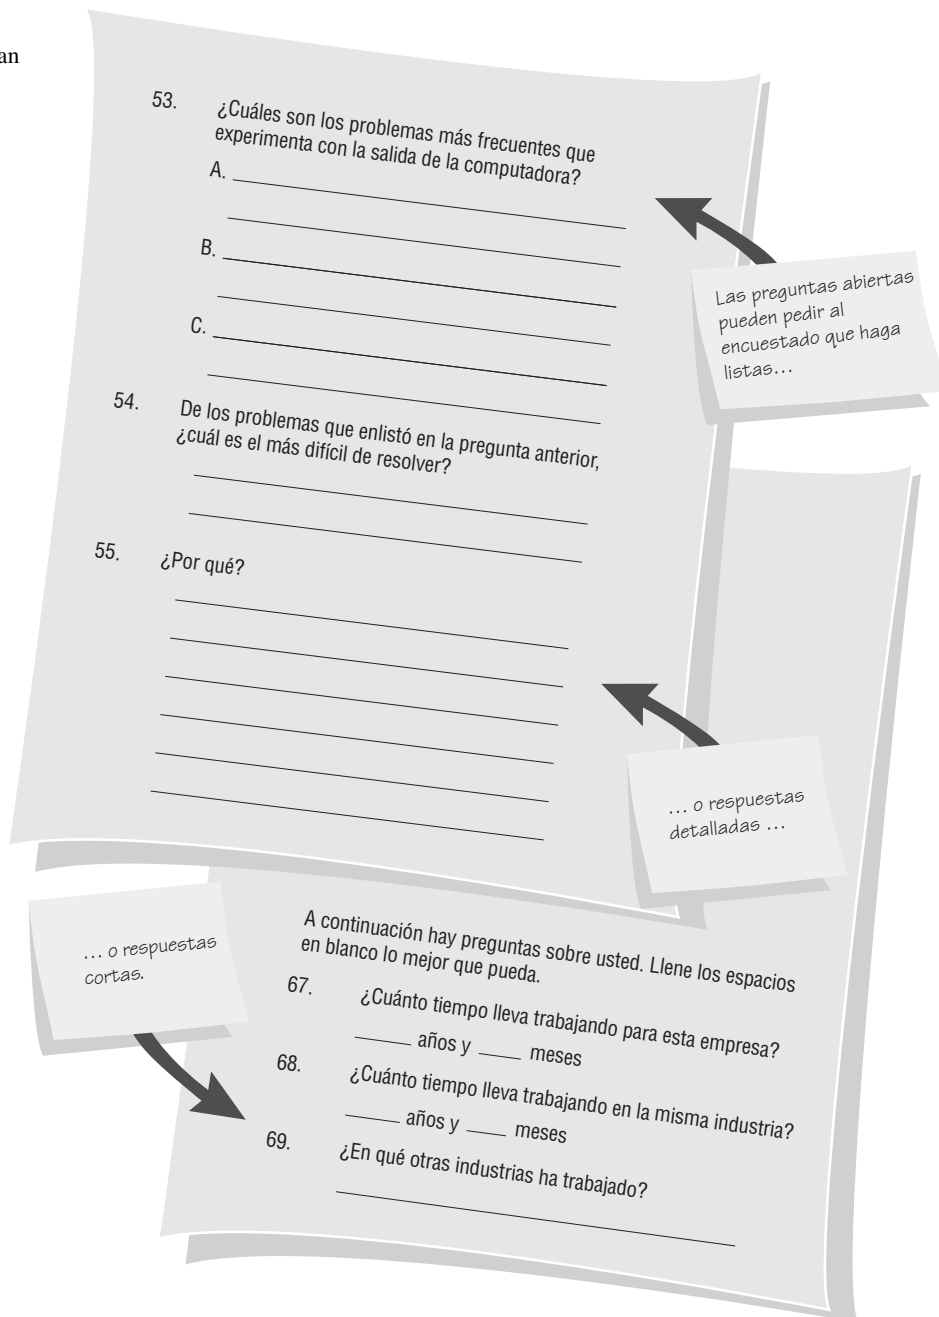 an
53. ¿Cuáles son los problemas más frecuentes que
experimenta con la salida de la computadora?
A.
B.
C.
Las preguntas abiertas
pueden pedir al
encuestado que haga
listas…
54. De los problemas que enlistó en la pregunta anterior,
¿cuál es el más difícil de resolver?
55. ¿Por qué?
… o respuestas
detalladas …
… o respuestas
cortas.
A continuación hay preguntas sobre usted. Llene los espacios
en blanco lo mejor que pueda.
67. ¿Cuánto tiempo lleva trabajando para esta empresa?
____ años y ____ meses
68. ¿Cuánto tiempo lleva trabajando en la misma industria?
____ años y ____ meses
69. ¿En qué otras industrias ha trabajado?